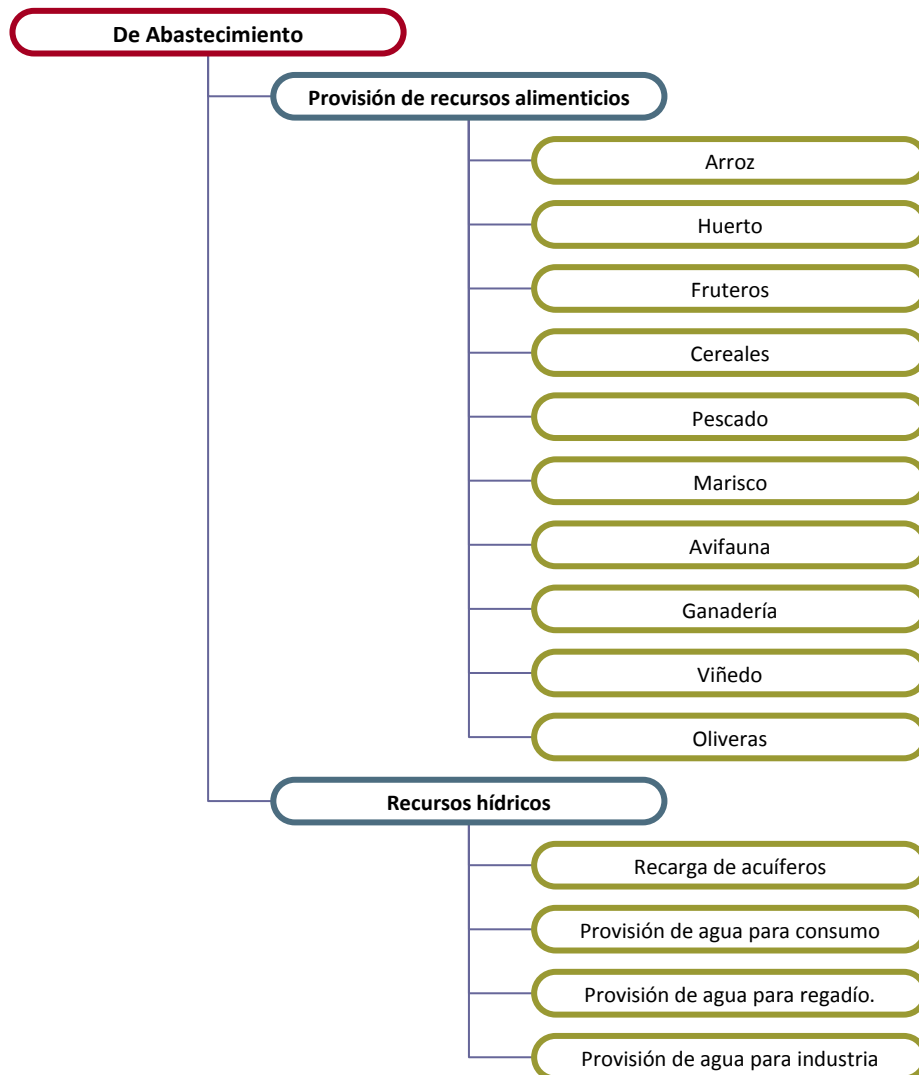 De Abastecimiento
Provisión de recursos alimenticios
Arroz
Huerto
Fruteros
Cereales
Pescado
Marisco
Avifauna
Ganadería
Viñedo
Oliveras
Recursos hídricos
Recarga de acuíferos
Provisión de agua para consumo
Provisión de agua para regadío.
Provisión de agua para industria